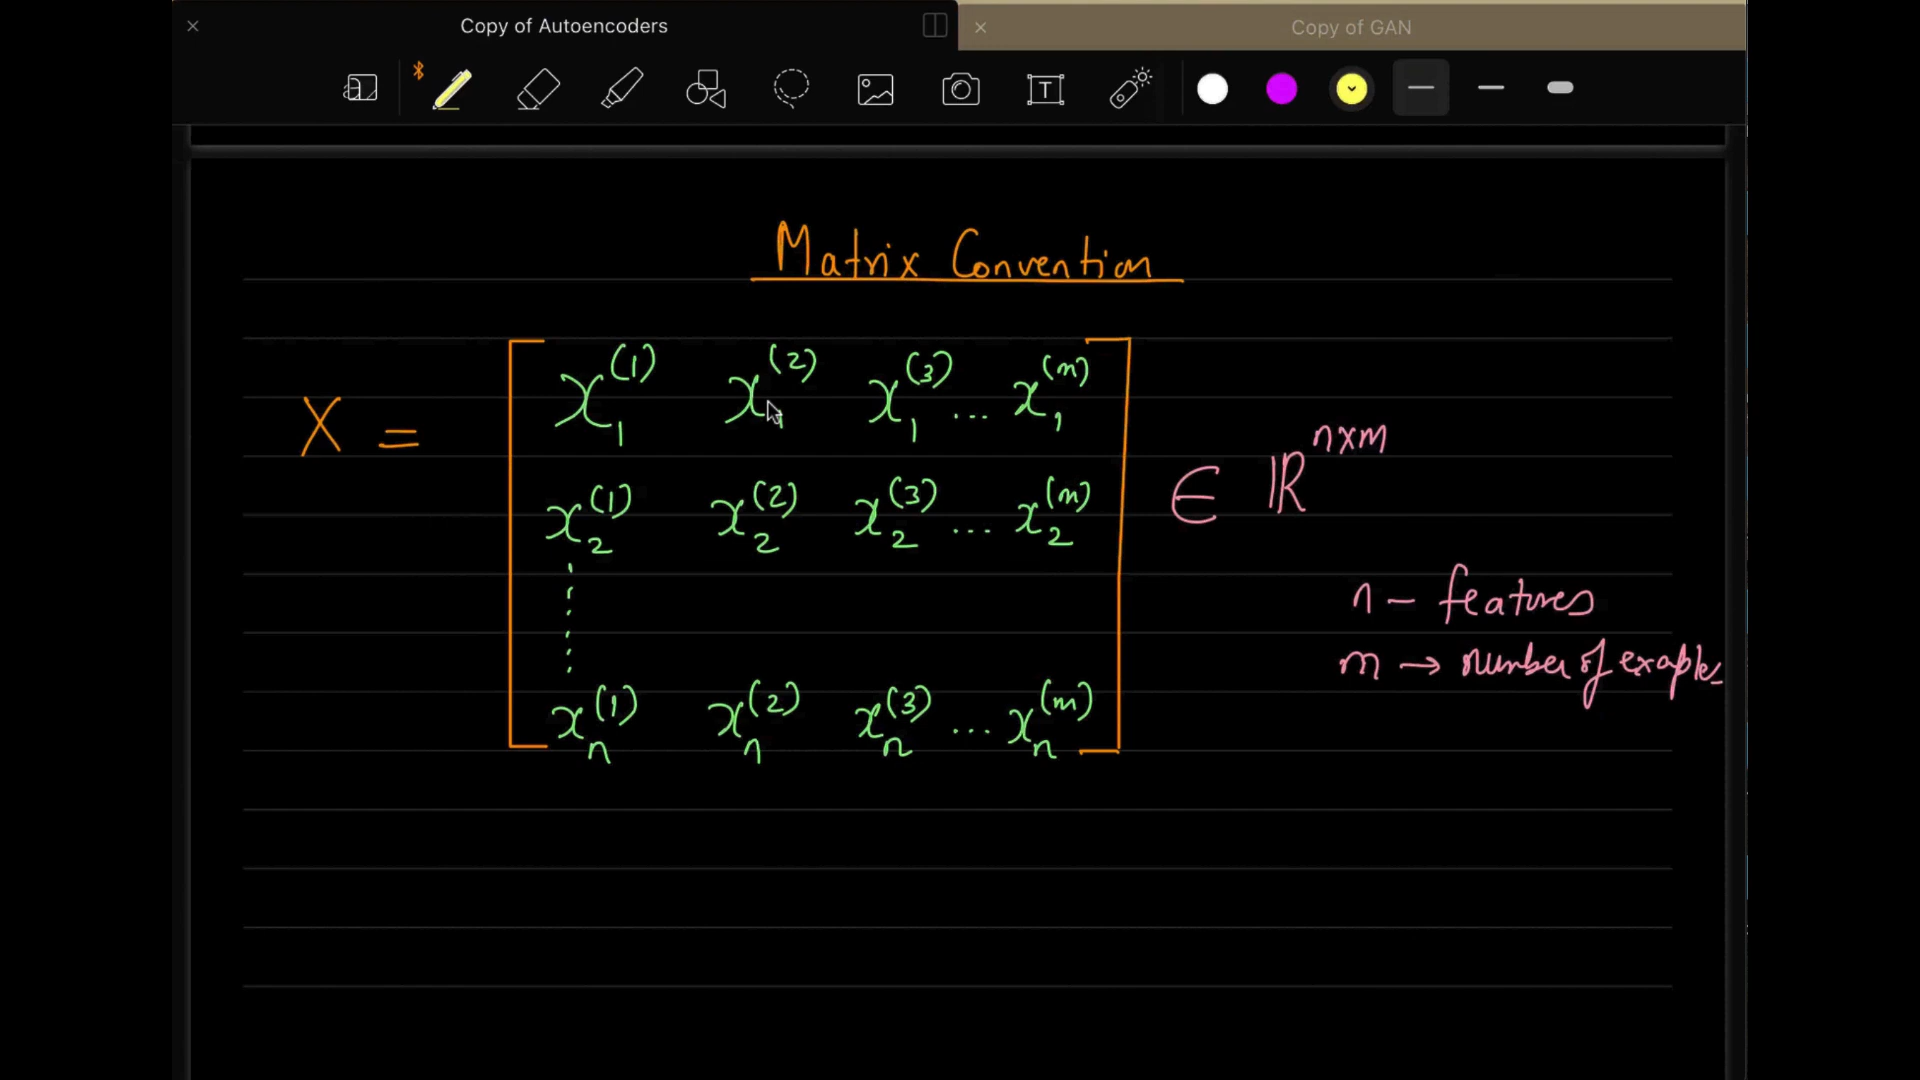 Copy of Autoencoders
Copy of GAN
T
Matrix Convention
X = [ x₁⁽¹⁾ x₁⁽²⁾ x₁⁽³⁾ ... x₁⁽ᵐ⁾
x₂⁽¹⁾ x₂⁽²⁾ x₂⁽³⁾ ... x₂⁽ᵐ⁾
⋮
xₙ⁽¹⁾ xₙ⁽²⁾ xₙ⁽³⁾ ... xₙ⁽ᵐ⁾ ] ∈ ℝⁿˣᵐ
n – features
m → number of exaples